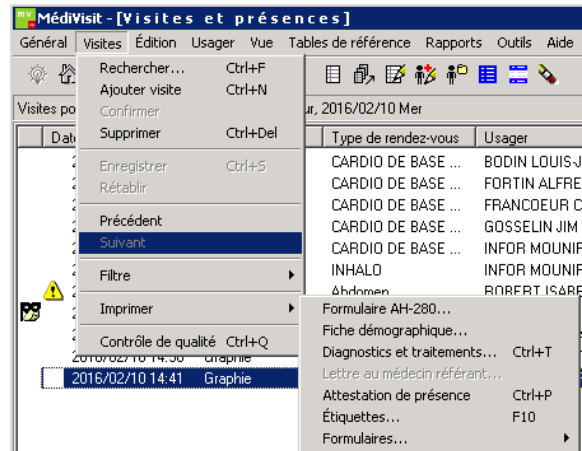 MédiVisit - [Visites et présences]
Général Visites Édition Usager Vue Tables de référence Rapports Outils Aide
Rechercher... Ctrl+F
Ajouter visite Ctrl+N
Visites po
Confirmer
ur, 2016/02/10 Mer
Supprimer Ctrl+Del
Dat
Type de rendez-vous Usager
Enregistrer Ctrl+S
CARDIO DE BASE ... BODIN LOUIS-J
Rétablir
CARDIO DE BASE ... FORTIN ALFRE
CARDIO DE BASE ... FRANCOEUR C
Précédent
CARDIO DE BASE ... GOSSELIN JIM
Suivant
CARDIO DE BASE ... INFOR MOUNIF
Filtre
INHALO INFOR MOUNIF
Abdomen ROBERT ISABE
Imprimer
Formulaire AH-280...
Fiche démographique...
Contrôle de qualité Ctrl+Q
Diagnostics et traitements... Ctrl+T
2016/02/10 14:36 Graphie
Lettre au médecin référant...
2016/02/10 14:41 Graphie
Attestation de présence Ctrl+P
Étiquettes... F10
Formulaires...